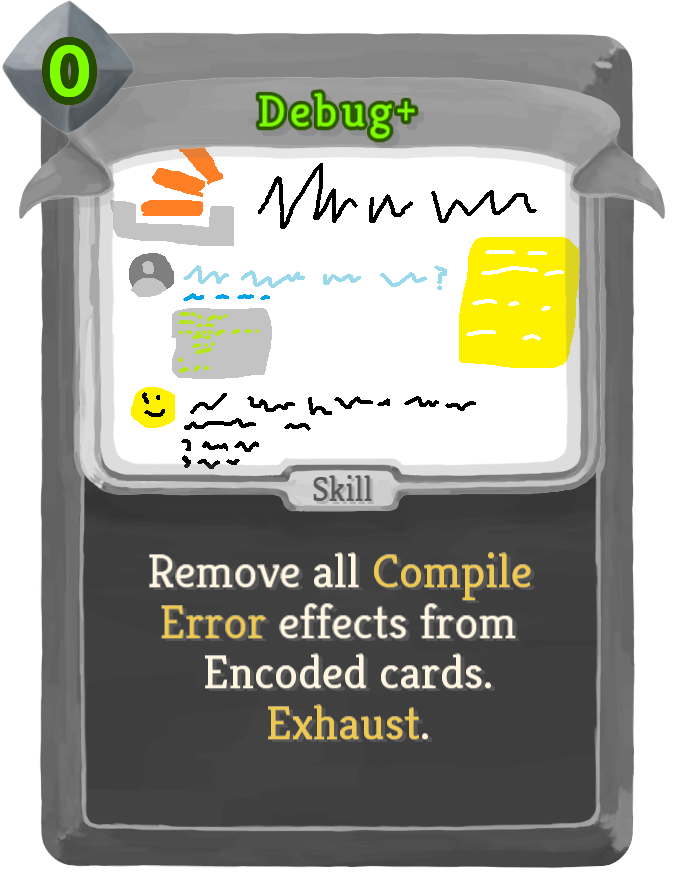 0
Debug+
Skill
Remove all Compile
Error effects from
Encoded cards.
Exhaust.